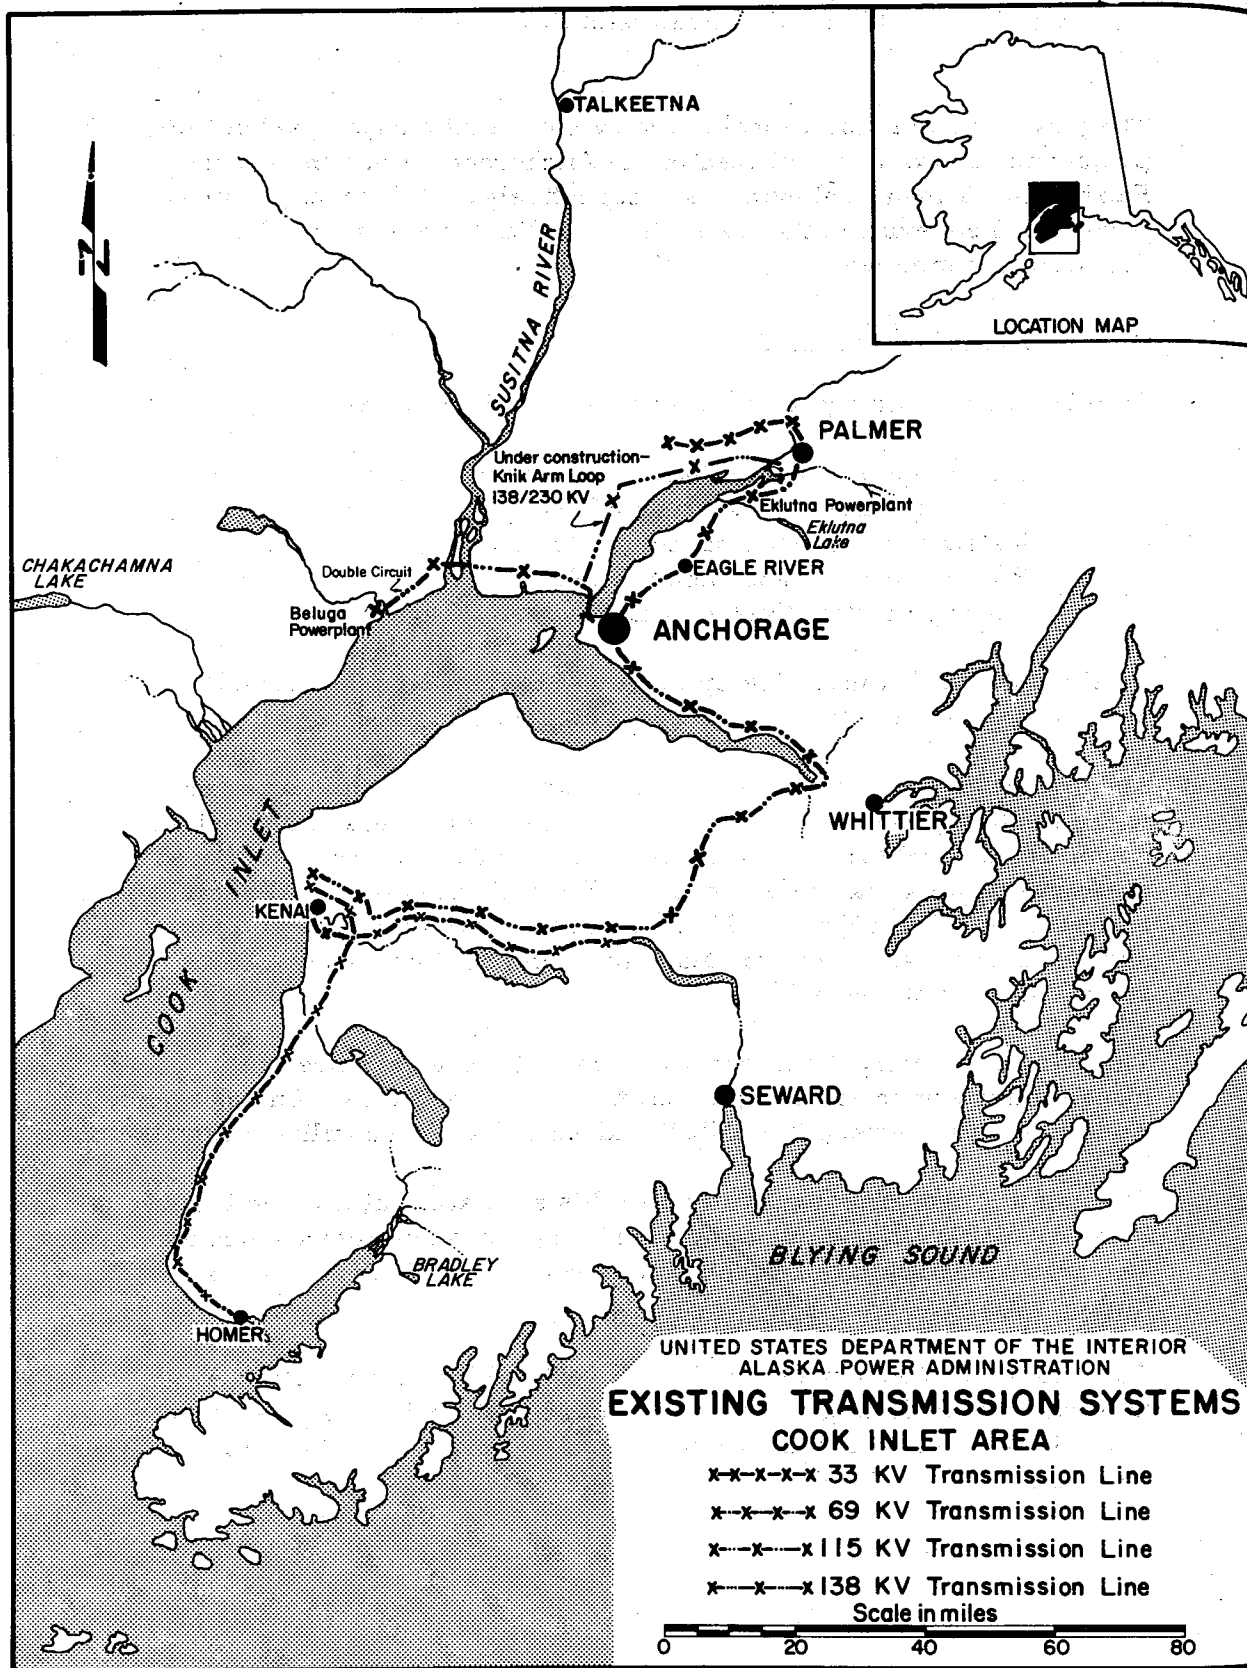 TALKEETNA
N
LOCATION MAP
SUSITNA RIVER
PALMER
Under construction-
Knik Arm Loop
138/230 KV
Eklutna Powerplant
Eklutna
Lake
CHAKACHAMNA
LAKE
Double Circuit
EAGLE RIVER
Beluga
Powerplant
ANCHORAGE
WHITTIER
COOK INLET
KENAI
SEWARD
BLYING SOUND
BRADLEY
LAKE
HOMER
UNITED STATES DEPARTMENT OF THE INTERIOR
ALASKA POWER ADMINISTRATION
EXISTING TRANSMISSION SYSTEMS
COOK INLET AREA
x-x-x-x-x 33 KV Transmission Line
x-·-x-·-x-·-x 69 KV Transmission Line
x-··-x-··-x 115 KV Transmission Line
x-···-x-···-x 138 KV Transmission Line
Scale in miles
0 20 40 60 80